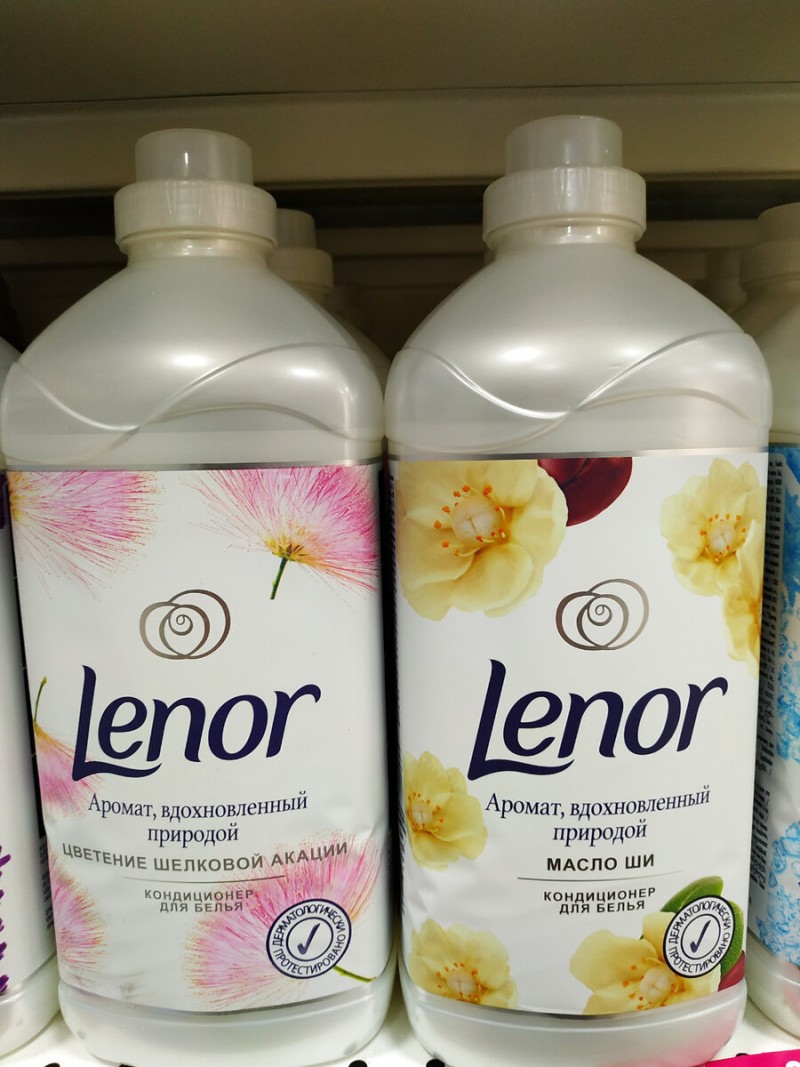 Lenor
Аромат, вдохновленный
природой
ЦВЕТЕНИЕ ШЕЛКОВОЙ АКАЦИИ
КОНДИЦИОНЕР
ДЛЯ БЕЛЬЯ
ДЕРМАТОЛОГИЧЕСКИ
ПРОТЕСТИРОВАНО
Lenor
Аромат, вдохновленный
природой
МАСЛО ШИ
КОНДИЦИОНЕР
ДЛЯ БЕЛЬЯ
ДЕРМАТОЛОГИЧЕСКИ
ПРОТЕСТИРОВАНО